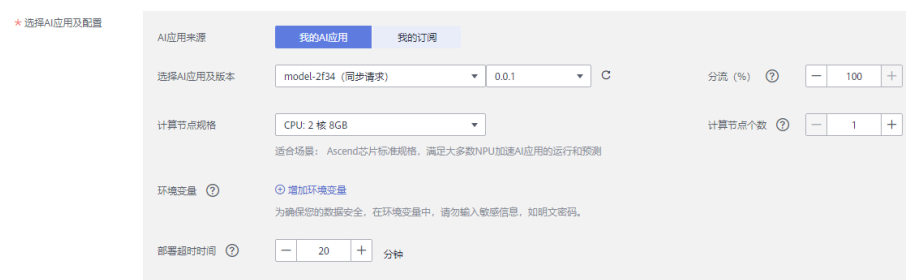 * 选择AI应用及配置
AI应用来源 我的AI应用 我的订阅
选择AI应用及版本 model-2f34（同步请求） 0.0.1 分流（%） ? — 100 +
计算节点规格 CPU: 2 核 8GB 计算节点个数 ? — 1 +
适合场景： Ascend芯片标准规格，满足大多数NPU加速AI应用的运行和预测
环境变量 ? 增加环境变量
为确保您的数据安全，在环境变量中，请勿输入敏感信息，如明文密码。
部署超时时间 ? — 20 + 分钟